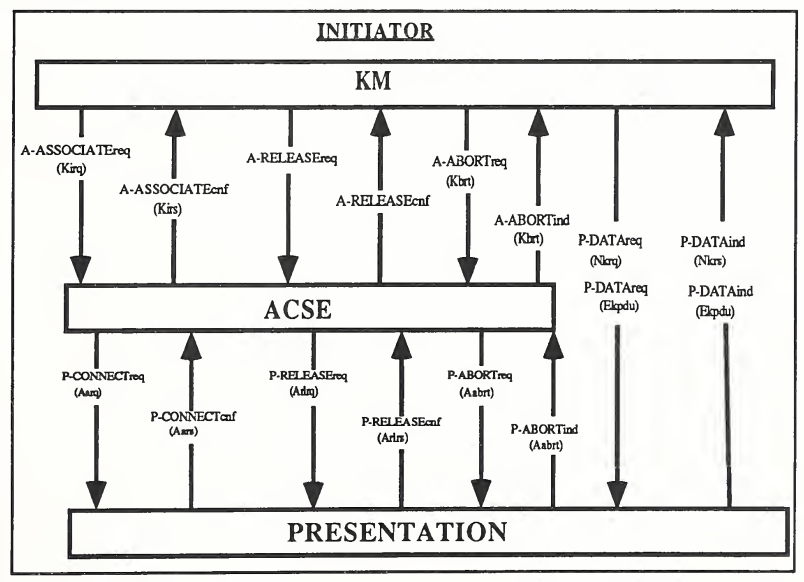 INITIATOR
KM
A-ASSOCIATEreq
(Kirq)
A-ASSOCIATEcnf
(Kirs)
A-RELEASEreq
A-RELEASEcnf
A-ABORTreq
(Kbrt)
A-ABORTind
(Kbrt)
P-DATAreq
(Nkrq)
P-DATAreq
(Ekpdu)
P-DATAind
(Nkrs)
P-DATAind
(Ekpdu)
ACSE
P-CONNECTreq
(Aarq)
P-CONNECTcnf
(Aars)
P-RELEASEreq
(Arlrq)
P-RELEASEcnf
(Arlrs)
P-ABORTreq
(Aabrt)
P-ABORTind
(Aabrt)
PRESENTATION